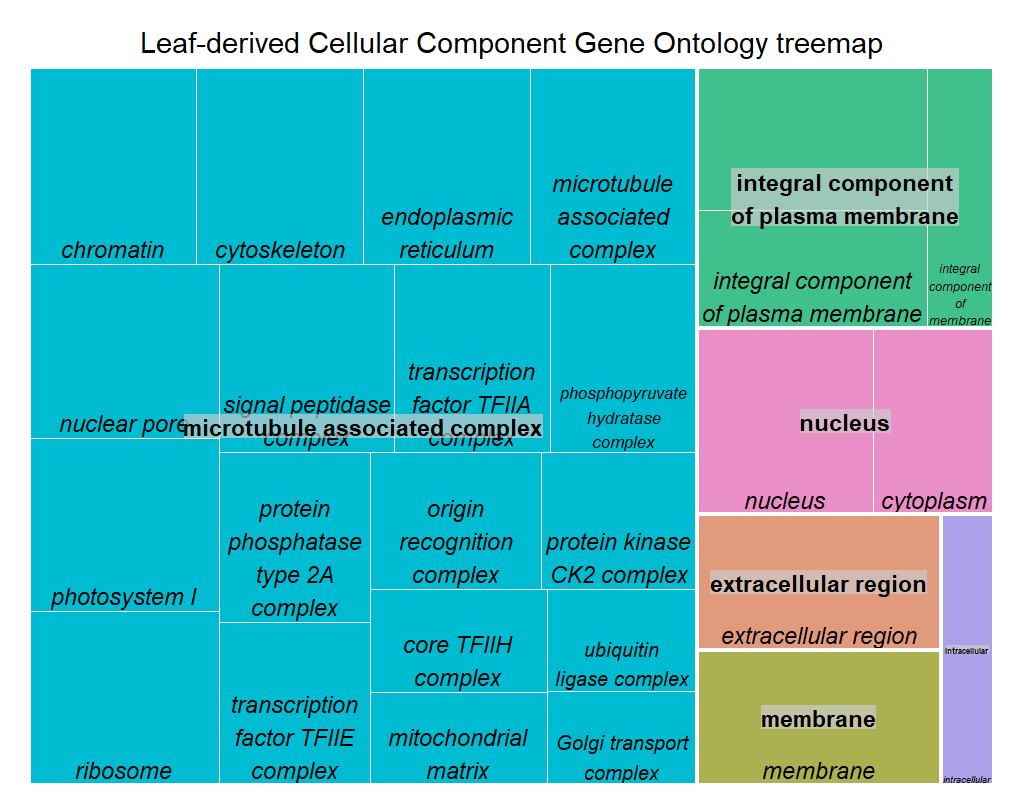 Leaf-derived Cellular Component Gene Ontology treemap
chromatin
cytoskeleton
endoplasmic
reticulum
microtubule
associated
complex
nuclear pore
signal peptidase
complex
transcription
factor TFIIA
complex
phosphopyruvate
hydratase
complex
microtubule associated complex
photosystem I
protein
phosphatase
type 2A
complex
origin
recognition
complex
protein kinase
CK2 complex
ribosome
transcription
factor TFIIE
complex
core TFIIH
complex
ubiquitin
ligase complex
mitochondrial
matrix
Golgi transport
complex
integral component
of plasma membrane
integral component
of plasma membrane
integral
component
of
membrane
nucleus
nucleus
cytoplasm
extracellular region
extracellular region
intracellular
intracellular
membrane
membrane